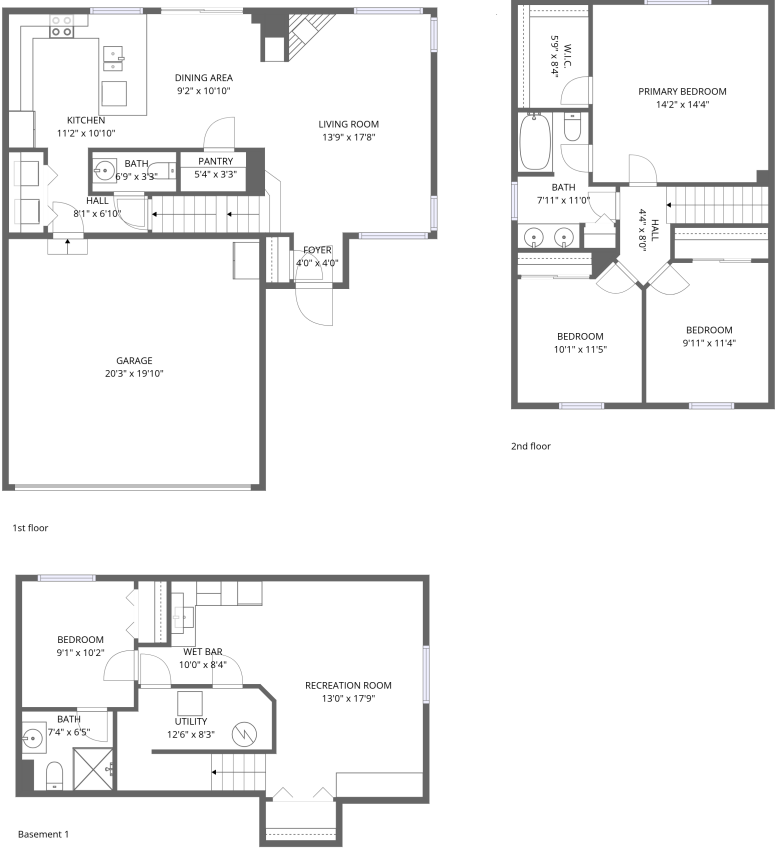 DINING AREA
9'2" x 10'10"
KITCHEN
11'2" x 10'10"
LIVING ROOM
13'9" x 17'8"
BATH
6'9" x 3'3"
PANTRY
5'4" x 3'3"
HALL
8'1" x 6'10"
FOYER
4'0" x 4'0"
GARAGE
20'3" x 19'10"
1st floor
W.I.C.
5'9" x 8'4"
PRIMARY BEDROOM
14'2" x 14'4"
BATH
7'11" x 11'0"
HALL
4'4" x 8'0"
BEDROOM
10'1" x 11'5"
BEDROOM
9'11" x 11'4"
2nd floor
BEDROOM
9'1" x 10'2"
WET BAR
10'0" x 8'4"
RECREATION ROOM
13'0" x 17'9"
BATH
7'4" x 6'5"
UTILITY
12'6" x 8'3"
Basement 1